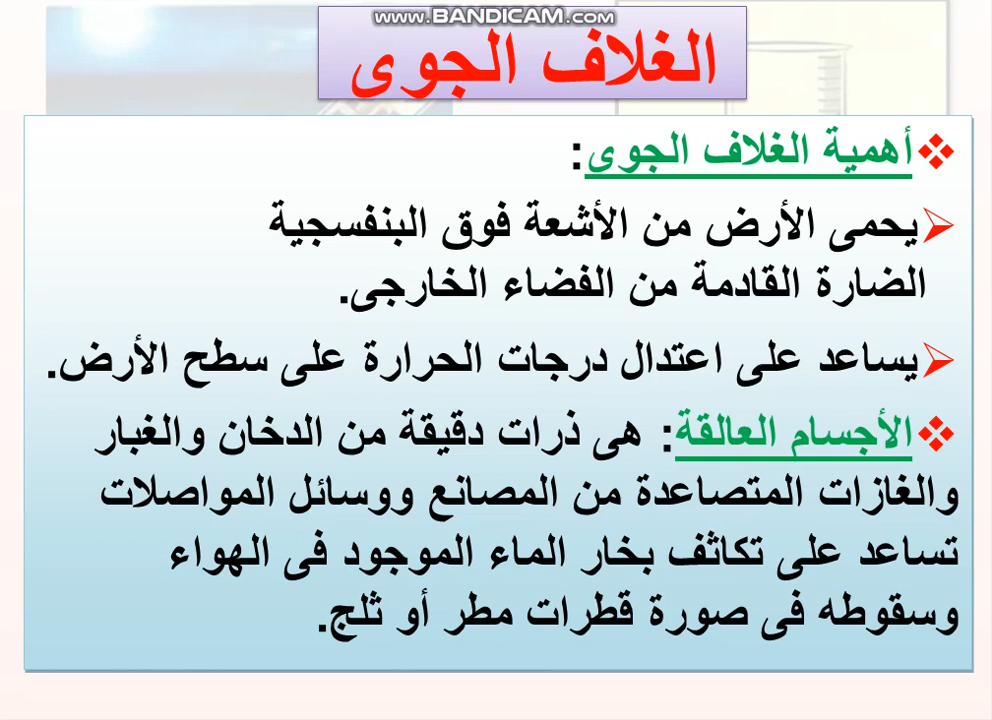 www.BANDICAM.com
الغلاف الجوى
أهمية الغلاف الجوى:
يحمى الأرض من الأشعة فوق البنفسجية
الضارة القادمة من الفضاء الخارجى.
يساعد على اعتدال درجات الحرارة على سطح الأرض.
الأجسام العالقة: هى ذرات دقيقة من الدخان والغبار
والغازات المتصاعدة من المصانع ووسائل المواصلات
تساعد على تكاثف بخار الماء الموجود فى الهواء
وسقوطه فى صورة قطرات مطر أو ثلج.